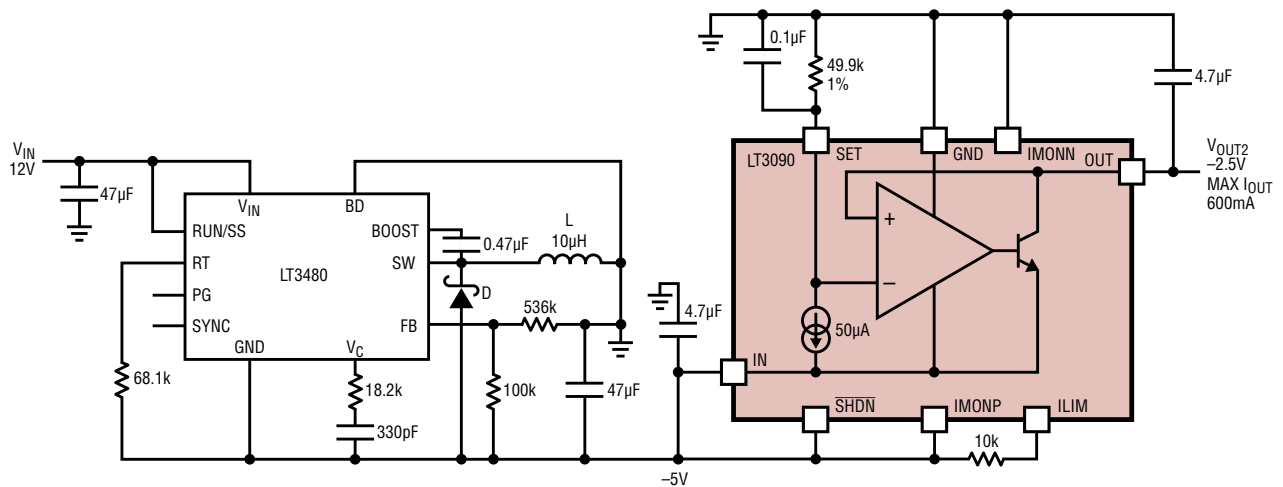 VIN
12V
47µF
VIN
BD
RUN/SS
BOOST
RT
SW
LT3480
PG
SYNC
FB
GND
VC
68.1k
18.2k
330pF
0.47µF
L
10µH
D
536k
100k
47µF
4.7µF
–5V
0.1µF
49.9k
1%
4.7µF
LT3090
SET
GND
IMONN
OUT
+
–
50µA
IN
SHDN
IMONP
ILIM
10k
VOUT2
–2.5V
MAX IOUT
600mA